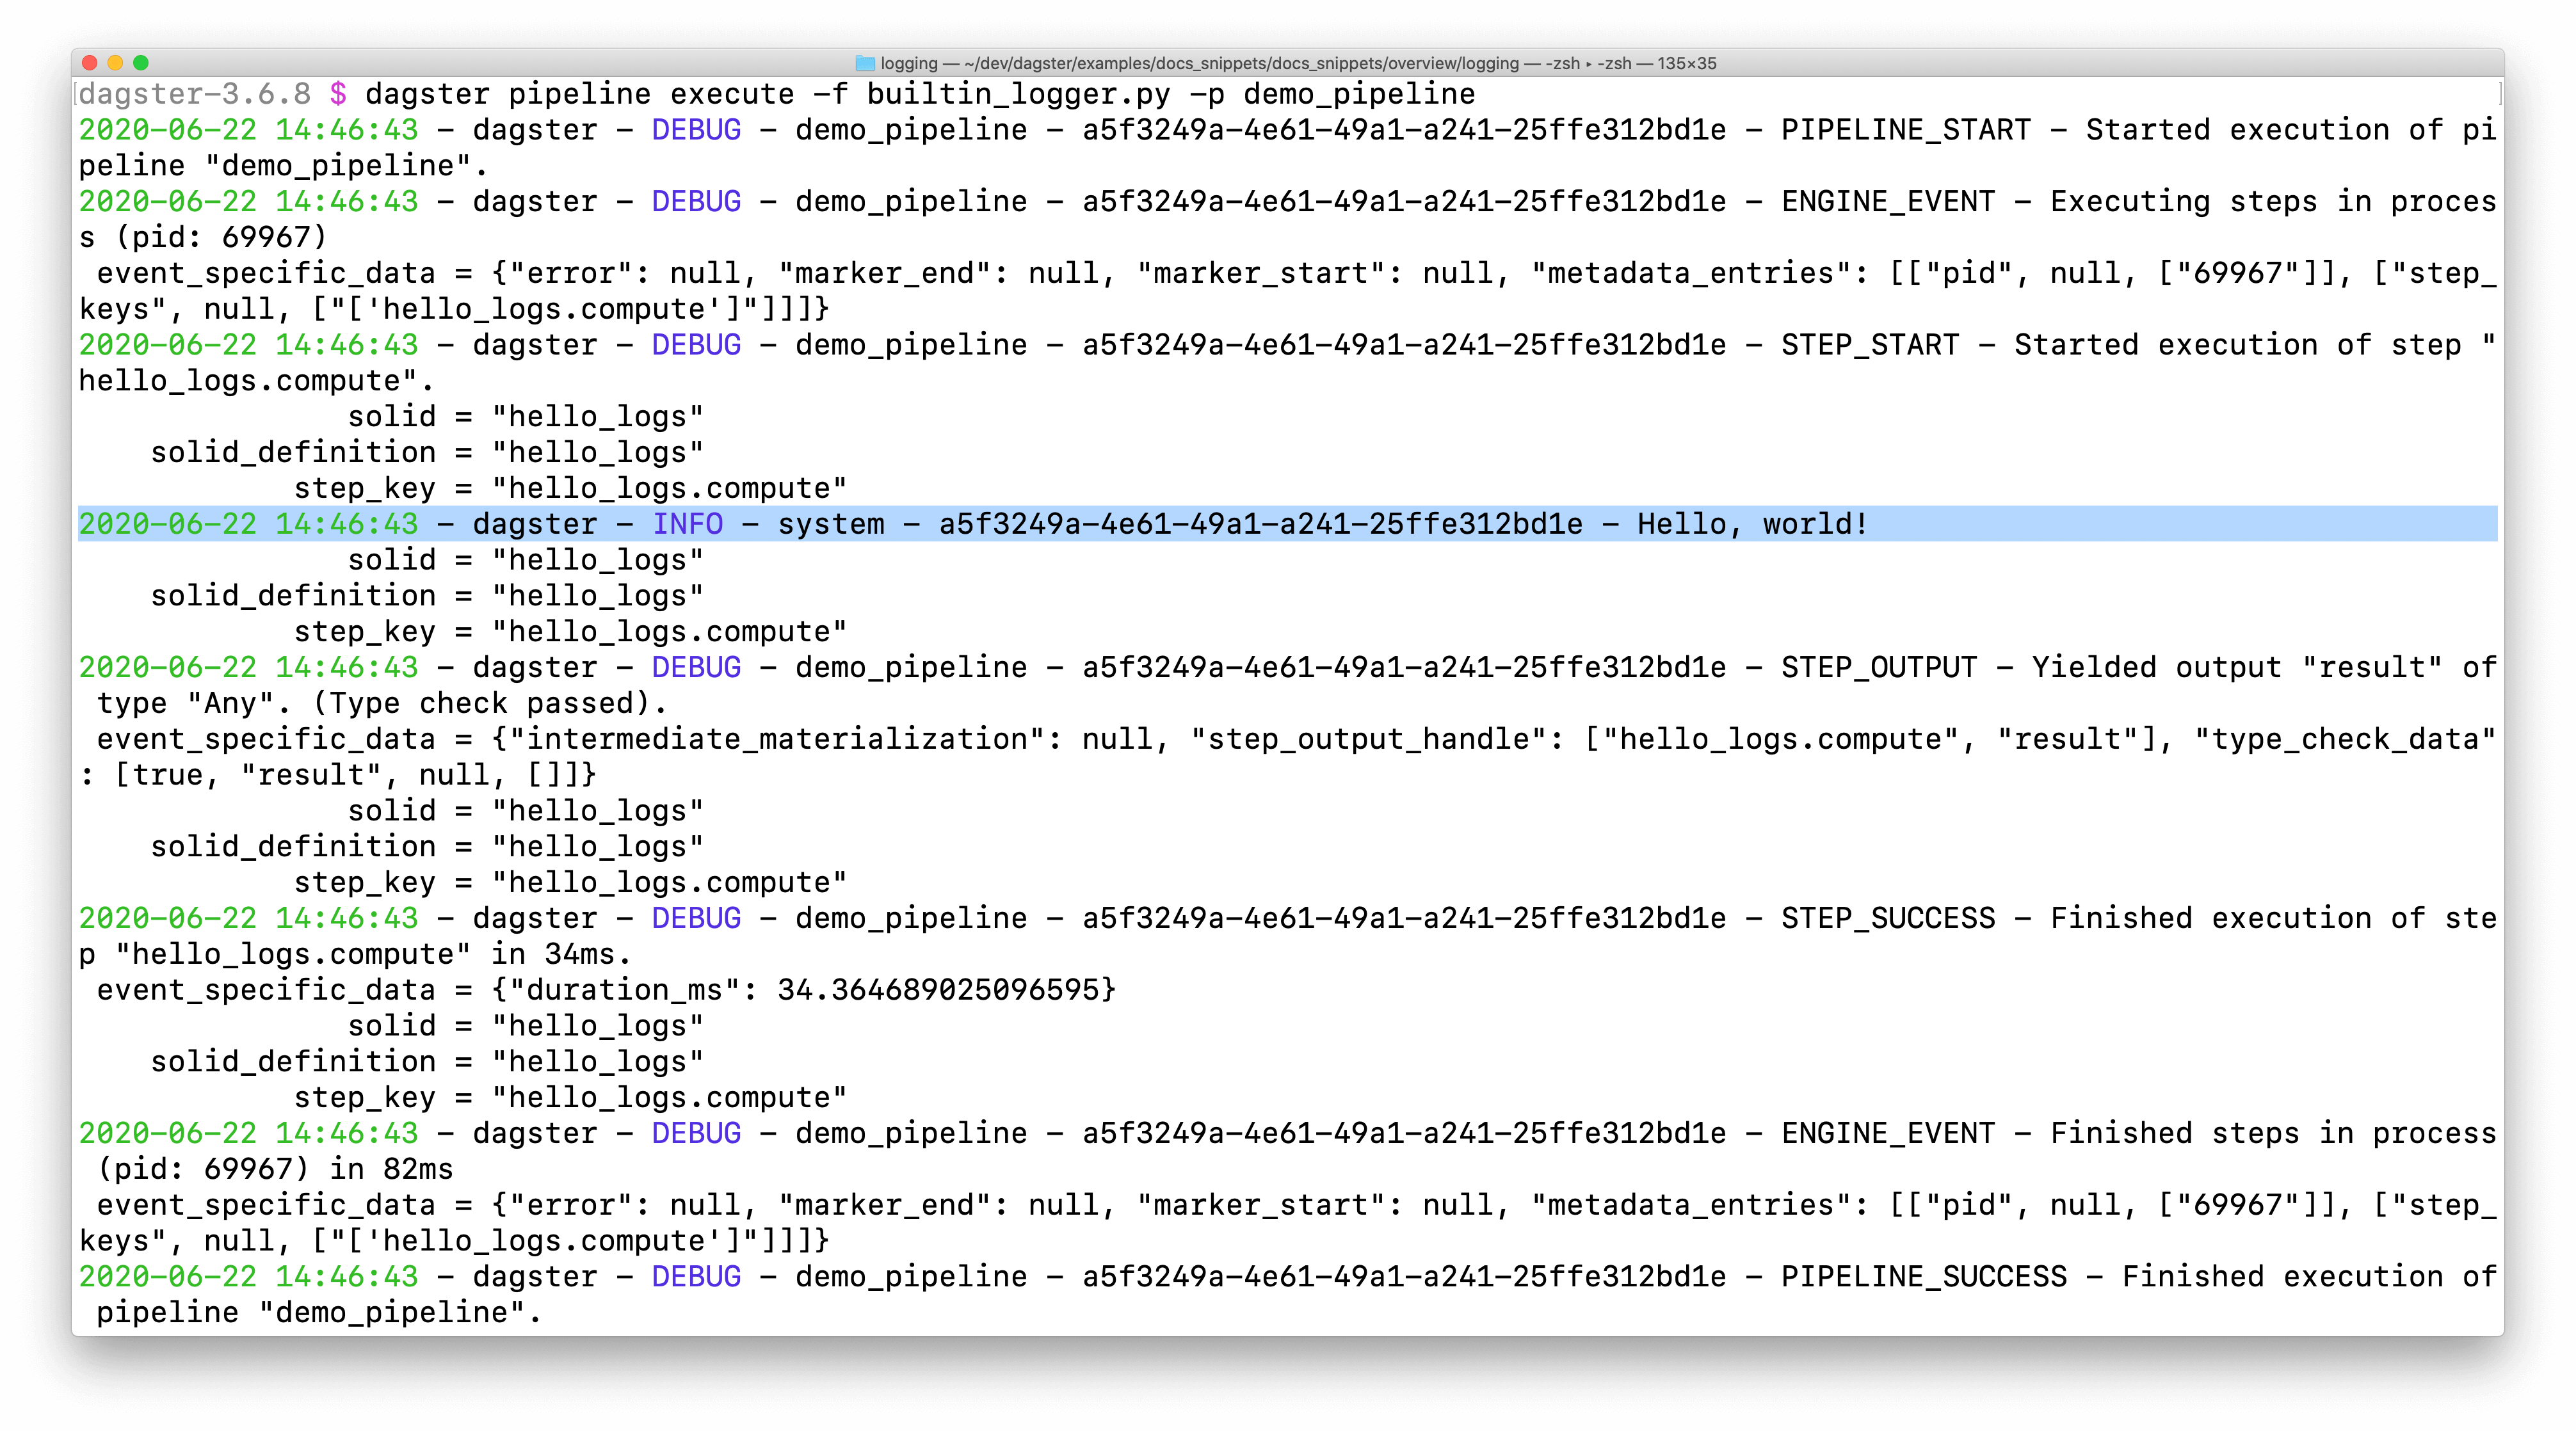 logging — ~/dev/dagster/examples/docs_snippets/docs_snippets/overview/logging — -zsh ▸ -zsh — 135×35
[dagster-3.6.8 $ dagster pipeline execute -f builtin_logger.py -p demo_pipeline ]
2020-06-22 14:46:43 - dagster - DEBUG - demo_pipeline - a5f3249a-4e61-49a1-a241-25ffe312bd1e - PIPELINE_START - Started execution of pi
peline "demo_pipeline".
2020-06-22 14:46:43 - dagster - DEBUG - demo_pipeline - a5f3249a-4e61-49a1-a241-25ffe312bd1e - ENGINE_EVENT - Executing steps in proces
s (pid: 69967)
 event_specific_data = {"error": null, "marker_end": null, "marker_start": null, "metadata_entries": [["pid", null, ["69967"]], ["step_
keys", null, ["['hello_logs.compute']"]]]}
2020-06-22 14:46:43 - dagster - DEBUG - demo_pipeline - a5f3249a-4e61-49a1-a241-25ffe312bd1e - STEP_START - Started execution of step "
hello_logs.compute".
               solid = "hello_logs"
    solid_definition = "hello_logs"
            step_key = "hello_logs.compute"
2020-06-22 14:46:43 - dagster - INFO - system - a5f3249a-4e61-49a1-a241-25ffe312bd1e - Hello, world!
               solid = "hello_logs"
    solid_definition = "hello_logs"
            step_key = "hello_logs.compute"
2020-06-22 14:46:43 - dagster - DEBUG - demo_pipeline - a5f3249a-4e61-49a1-a241-25ffe312bd1e - STEP_OUTPUT - Yielded output "result" of
 type "Any". (Type check passed).
 event_specific_data = {"intermediate_materialization": null, "step_output_handle": ["hello_logs.compute", "result"], "type_check_data"
: [true, "result", null, []]}
               solid = "hello_logs"
    solid_definition = "hello_logs"
            step_key = "hello_logs.compute"
2020-06-22 14:46:43 - dagster - DEBUG - demo_pipeline - a5f3249a-4e61-49a1-a241-25ffe312bd1e - STEP_SUCCESS - Finished execution of ste
p "hello_logs.compute" in 34ms.
 event_specific_data = {"duration_ms": 34.364689025096595}
               solid = "hello_logs"
    solid_definition = "hello_logs"
            step_key = "hello_logs.compute"
2020-06-22 14:46:43 - dagster - DEBUG - demo_pipeline - a5f3249a-4e61-49a1-a241-25ffe312bd1e - ENGINE_EVENT - Finished steps in process
 (pid: 69967) in 82ms
 event_specific_data = {"error": null, "marker_end": null, "marker_start": null, "metadata_entries": [["pid", null, ["69967"]], ["step_
keys", null, ["['hello_logs.compute']"]]]}
2020-06-22 14:46:43 - dagster - DEBUG - demo_pipeline - a5f3249a-4e61-49a1-a241-25ffe312bd1e - PIPELINE_SUCCESS - Finished execution of
 pipeline "demo_pipeline".